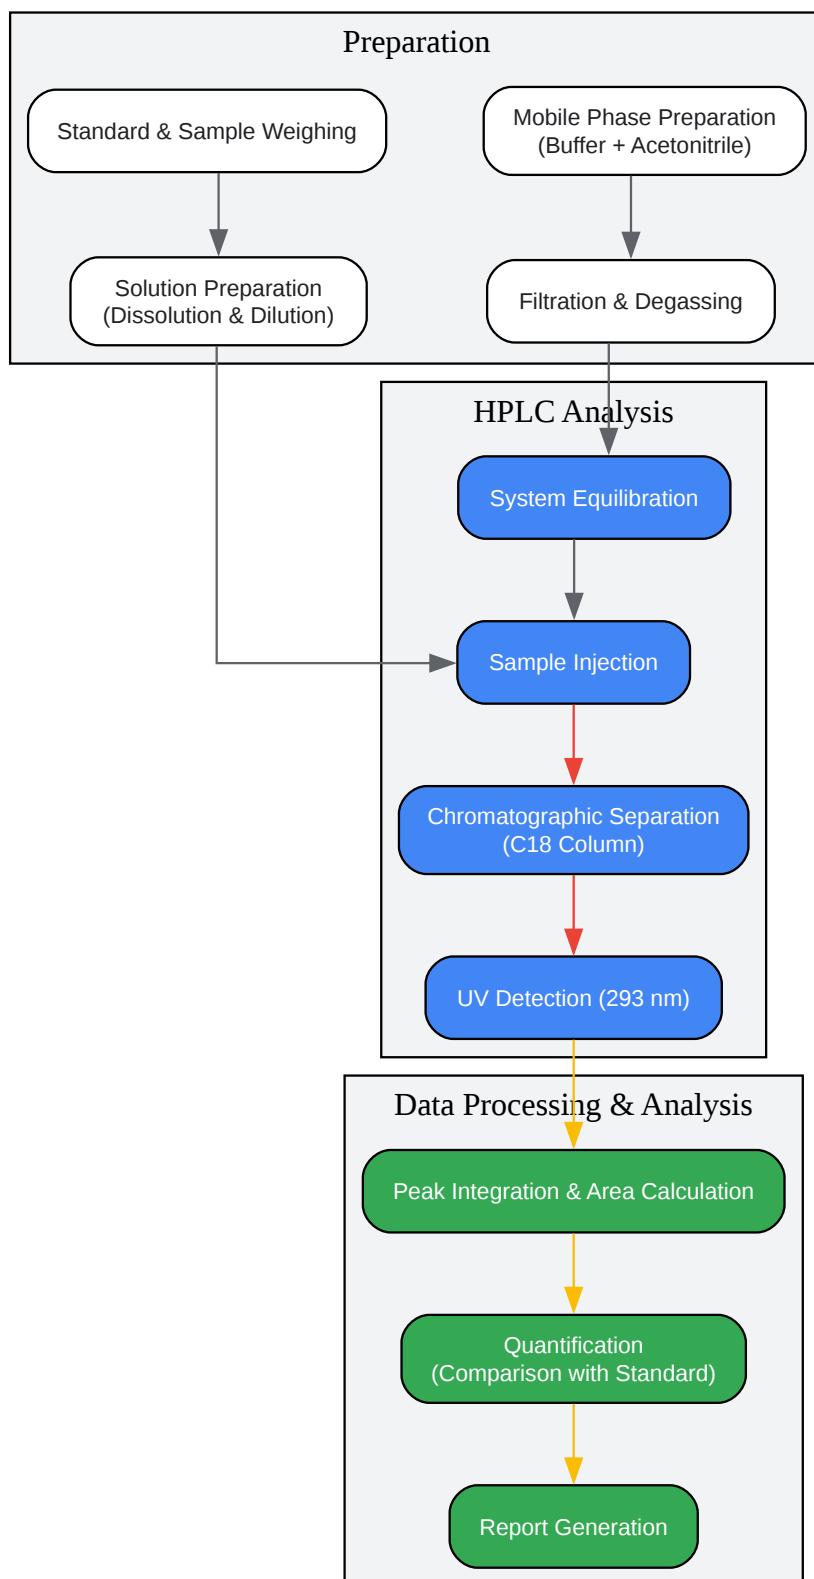 Preparation
Standard & Sample Weighing
Mobile Phase Preparation
(Buffer + Acetonitrile)
Solution Preparation
(Dissolution & Dilution)
Filtration & Degassing
HPLC Analysis
System Equilibration
Sample Injection
Chromatographic Separation
(C18 Column)
UV Detection (293 nm)
Data Processing & Analysis
Peak Integration & Area Calculation
Quantification
(Comparison with Standard)
Report Generation